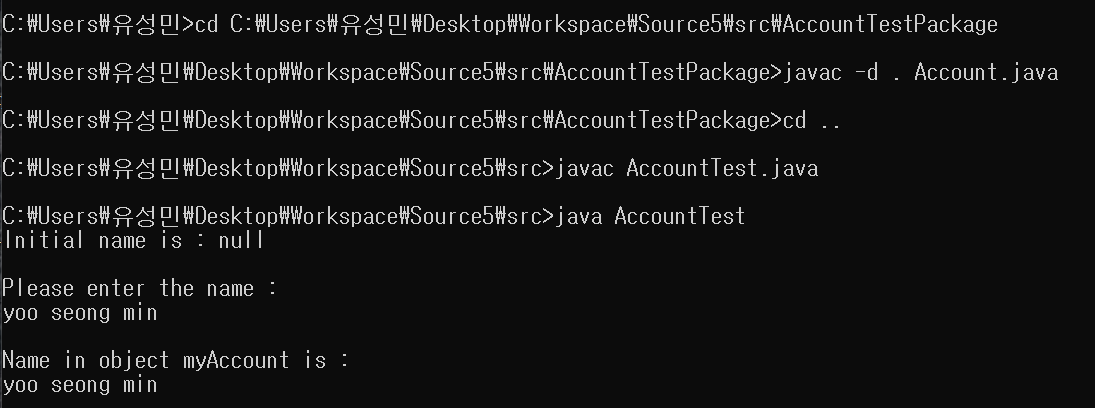 C:₩Users₩유성민>cd C:₩Users₩유성민₩Desktop₩Workspace₩Source5₩src₩AccountTestPackage
C:₩Users₩유성민₩Desktop₩Workspace₩Source5₩src₩AccountTestPackage>javac -d . Account.java
C:₩Users₩유성민₩Desktop₩Workspace₩Source5₩src₩AccountTestPackage>cd ..
C:₩Users₩유성민₩Desktop₩Workspace₩Source5₩src>javac AccountTest.java
C:₩Users₩유성민₩Desktop₩Workspace₩Source5₩src>java AccountTest
Initial name is : null
Please enter the name :
yoo seong min
Name in object myAccount is :
yoo seong min